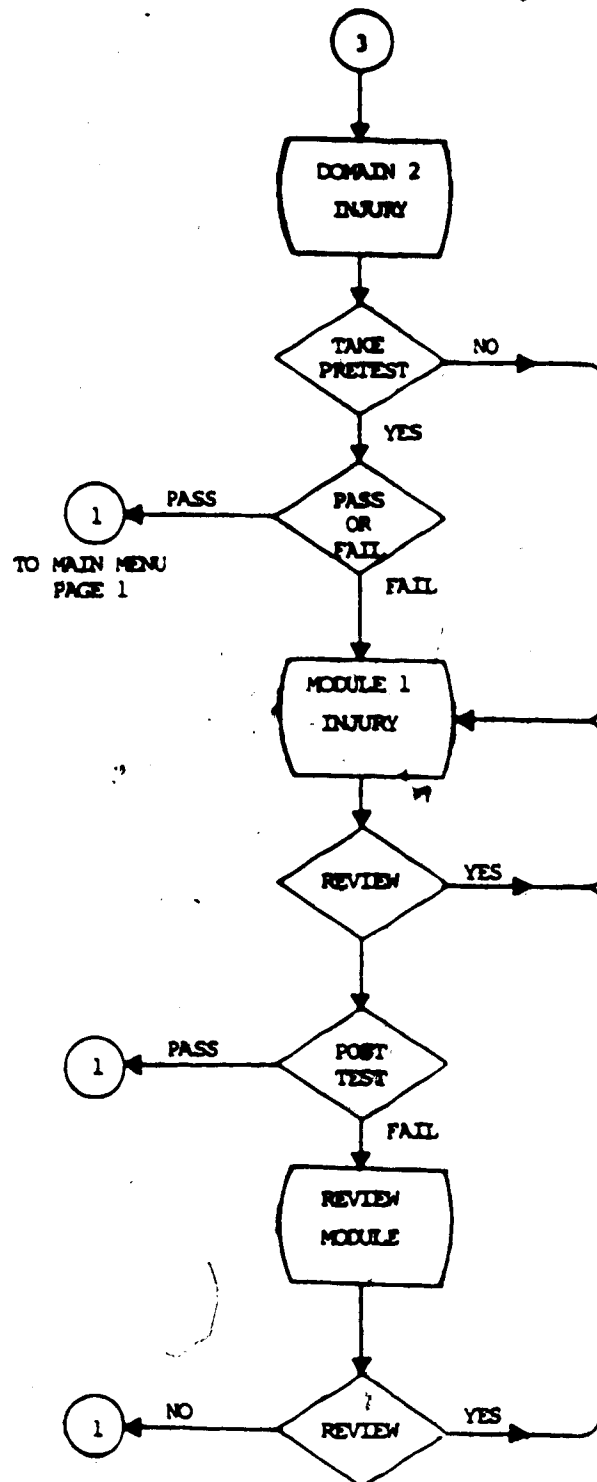 3
DOMAIN 2
INJURY
TAKE
PRETEST
NO
YES
PASS
OR
FAIL
PASS
1
TO MAIN MENU
PAGE 1
FAIL
MODULE 1
INJURY
REVIEW
YES
POST
TEST
PASS
1
FAIL
REVIEW
MODULE
REVIEW
NO
1
YES